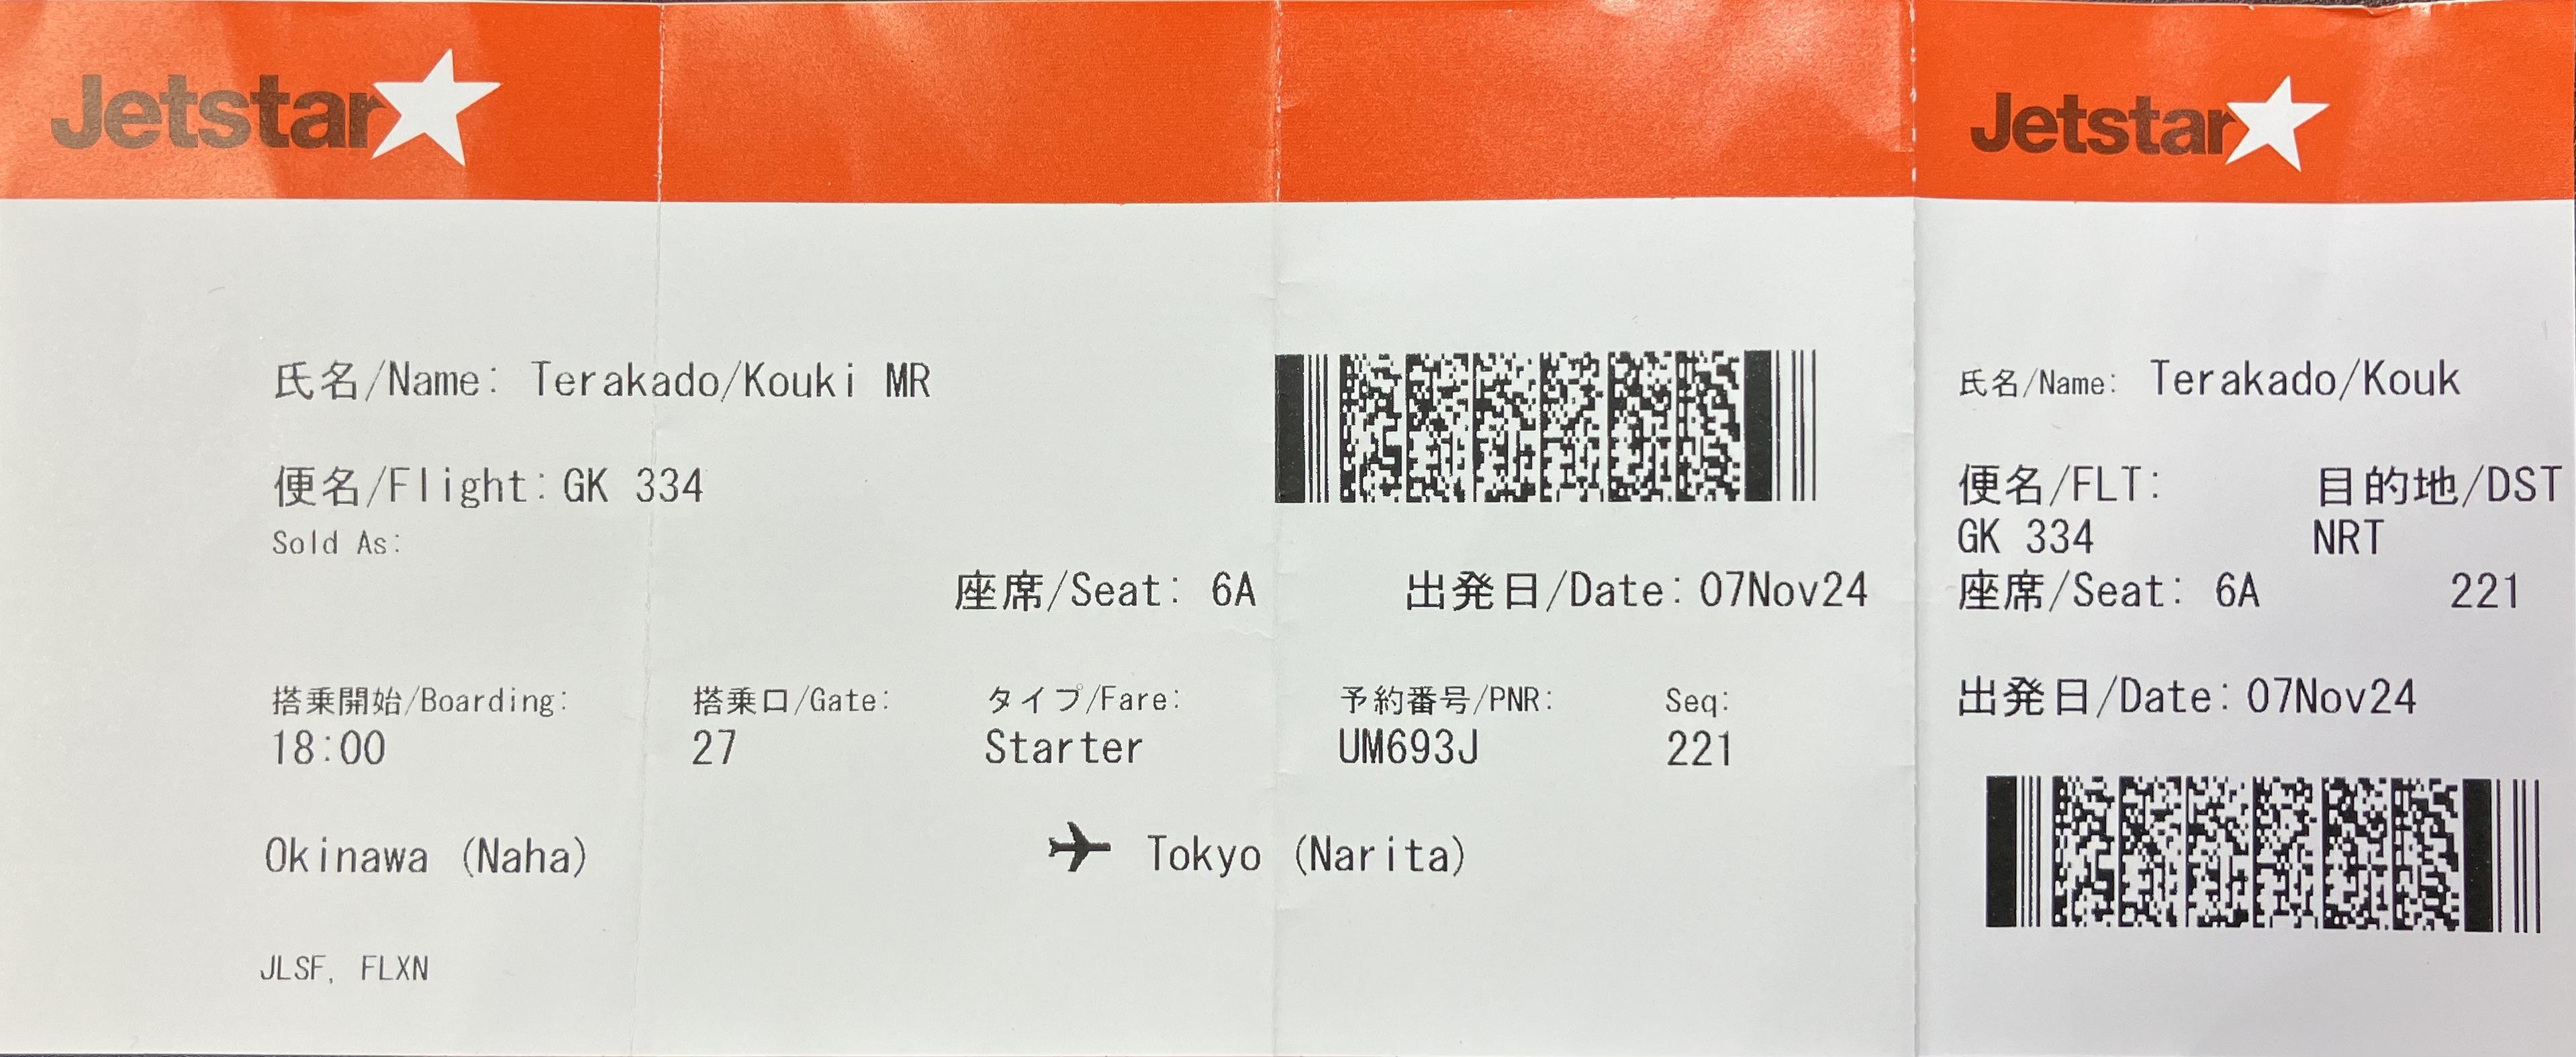 Jetstar
氏名/Name: Terakado/Kouki MR
便名/Flight: GK 334
Sold As:
座席/Seat: 6A 出発日/Date: 07Nov24
搭乗開始/Boarding: 搭乗口/Gate: タイプ/Fare: 予約番号/PNR: Seq:
18:00 27 Starter UM693J 221
Okinawa (Naha) Tokyo (Narita)
JLSF, FLXN
Jetstar
氏名/Name: Terakado/Kouk
便名/FLT: 目的地/DST
GK 334 NRT
座席/Seat: 6A 221
出発日/Date: 07Nov24